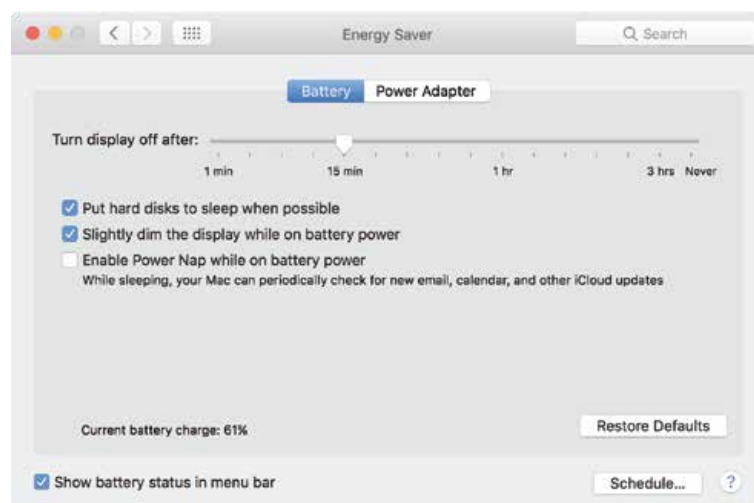 Energy Saver
Search
Battery Power Adapter
Turn display off after:
1 min 15 min 1 hr 3 hrs Never
Put hard disks to sleep when possible
Slightly dim the display while on battery power
Enable Power Nap while on battery power
While sleeping, your Mac can periodically check for new email, calendar, and other iCloud updates
Current battery charge: 61%
Restore Defaults
Show battery status in menu bar
Schedule...
?